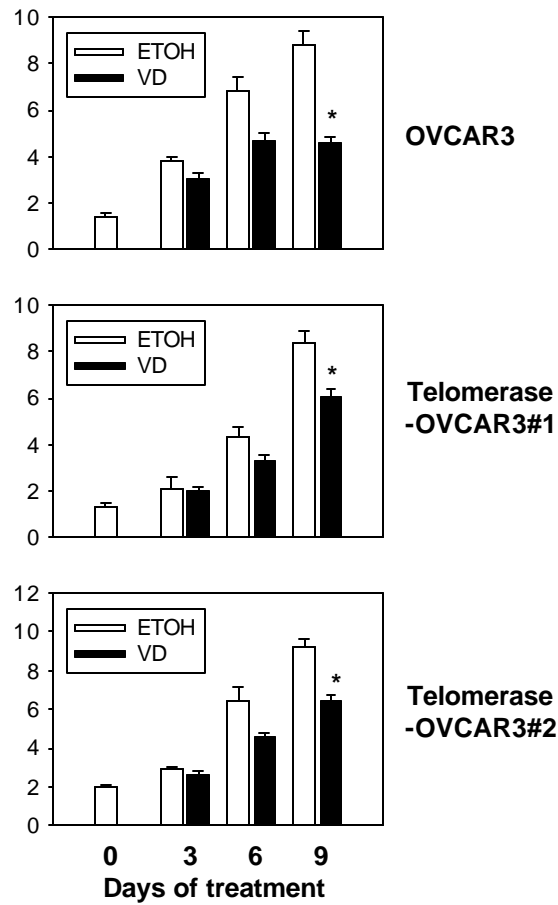 10
8
6
4
2
0
ETOH
VD
*
OVCAR3
10
8
6
4
2
0
ETOH
VD
*
Telomerase
-OVCAR3#1
12
10
8
6
4
2
0
ETOH
VD
*
Telomerase
-OVCAR3#2
0 3 6 9
Days of treatment